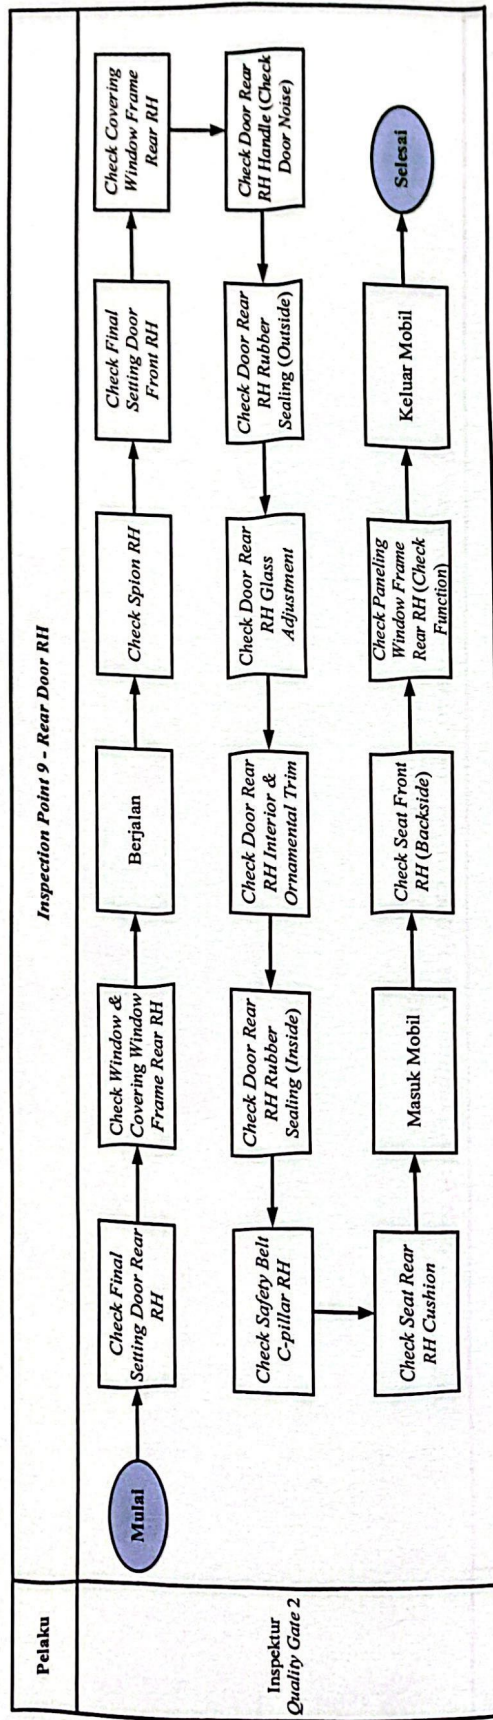 Pelaku
Inspection Point 9 - Rear Door RH
Inspektur
Quality Gate 2
Mulai
Check Final
Setting Door Rear
RH
Check Window &
Covering Window
Frame Rear RH
Berjalan
Check Spion RH
Check Final
Setting Door
Front RH
Check Covering
Window Frame
Rear RH
Check Door Rear
RH Handle (Check
Door Noise)
Check Door Rear
RH Rubber
Sealing (Outside)
Check Door Rear
RH Glass
Adjustment
Check Door Rear
RH Interior &
Ornamental Trim
Check Door Rear
RH Rubber
Sealing (Inside)
Check Safety Belt
C-pillar RH
Check Seat Rear
RH Cushion
Masuk Mobil
Check Seat Front
RH (Backside)
Check Paneling
Window Frame
Rear RH (Check
Function)
Keluar Mobil
Selesai